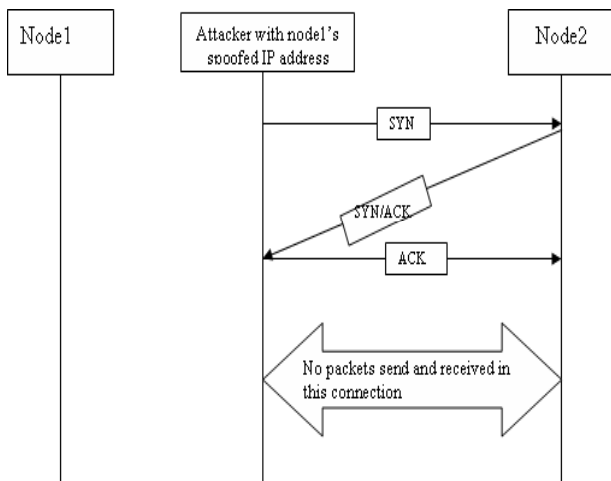 Node1
Attacker with node1's
spoofed IP address
Node2
SYN
SYN/ACK
ACK
No packets send and received in
this connection